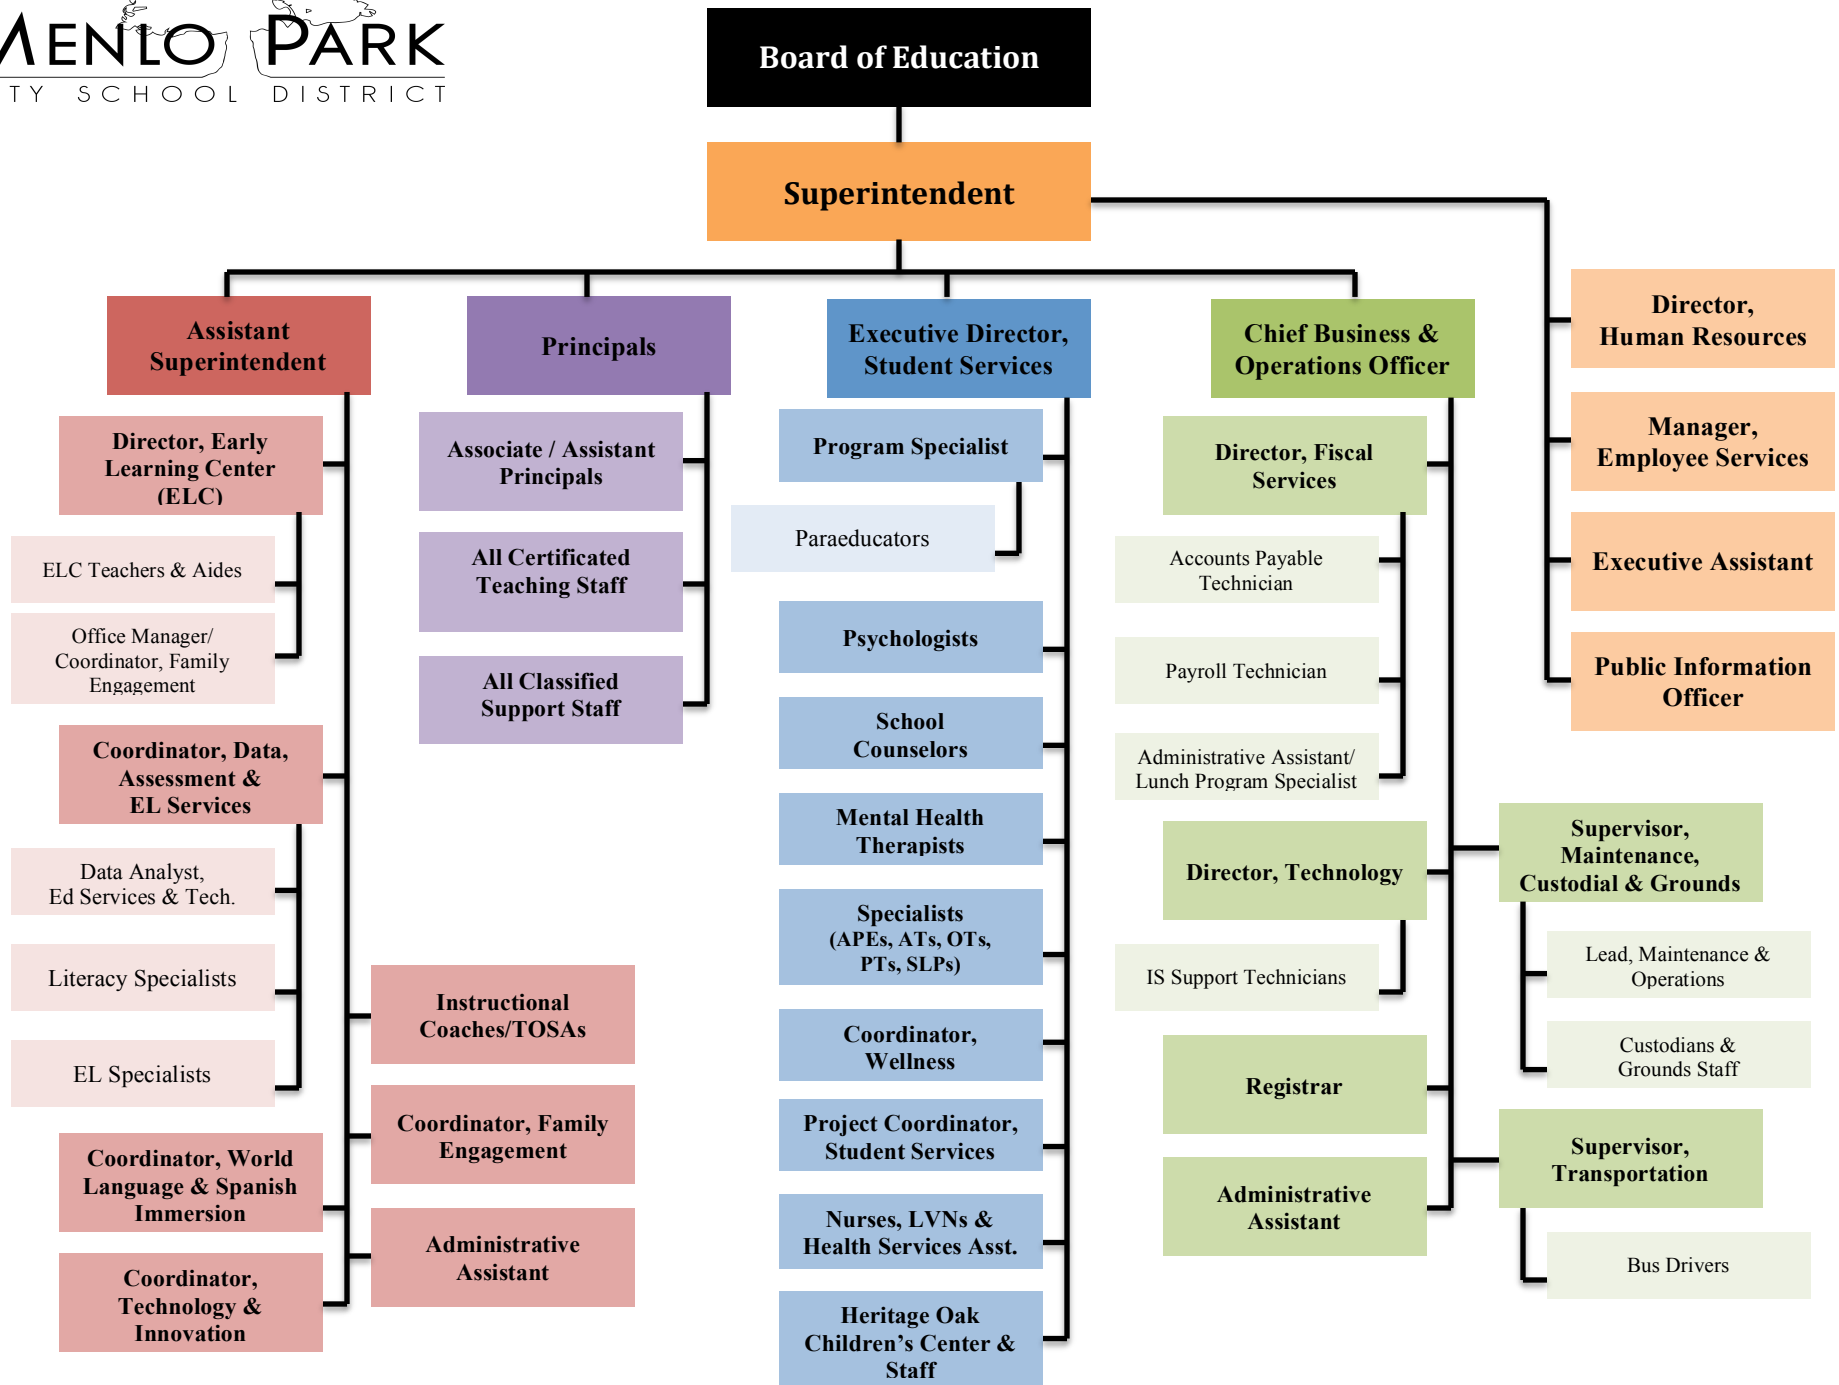 MENLO PARK
TY SCHOOL DISTRICT
Board of Education
Superintendent
Assistant
Superintendent
Director, Early
Learning Center
(ELC)
ELC Teachers & Aides
Office Manager/
Coordinator, Family
Engagement
Coordinator, Data,
Assessment &
EL Services
Data Analyst,
Ed Services & Tech.
Literacy Specialists
EL Specialists
Coordinator, World
Language & Spanish
Immersion
Coordinator,
Technology &
Innovation
Instructional
Coaches/TOSAs
Coordinator, Family
Engagement
Administrative
Assistant
Principals
Associate / Assistant
Principals
All Certificated
Teaching Staff
All Classified
Support Staff
Executive Director,
Student Services
Program Specialist
Paraeducators
Psychologists
School
Counselors
Mental Health
Therapists
Specialists
(APEs, ATs, OTs,
PTs, SLPs)
Coordinator,
Wellness
Project Coordinator,
Student Services
Nurses, LVNs &
Health Services Asst.
Heritage Oak
Children’s Center &
Staff
Chief Business &
Operations Officer
Director, Fiscal
Services
Accounts Payable
Technician
Payroll Technician
Administrative Assistant/
Lunch Program Specialist
Director, Technology
IS Support Technicians
Registrar
Administrative
Assistant
Supervisor,
Maintenance,
Custodial & Grounds
Lead, Maintenance &
Operations
Custodians &
Grounds Staff
Supervisor,
Transportation
Bus Drivers
Director,
Human Resources
Manager,
Employee Services
Executive Assistant
Public Information
Officer